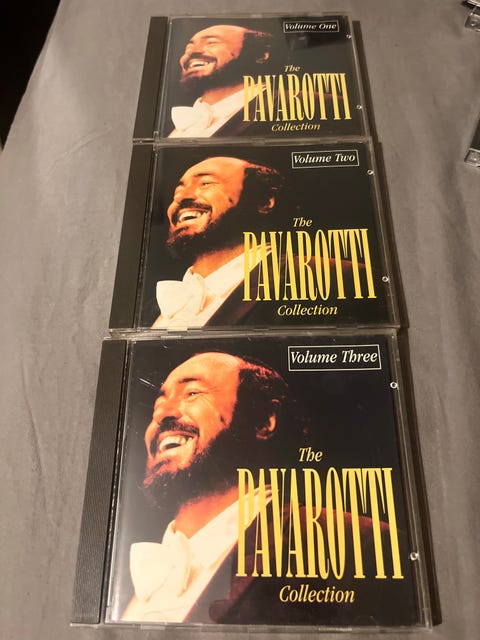 Volume One
The
PAVAROTTI
Collection
Volume Two
The
PAVAROTTI
Collection
Volume Three
The
PAVAROTTI
Collection